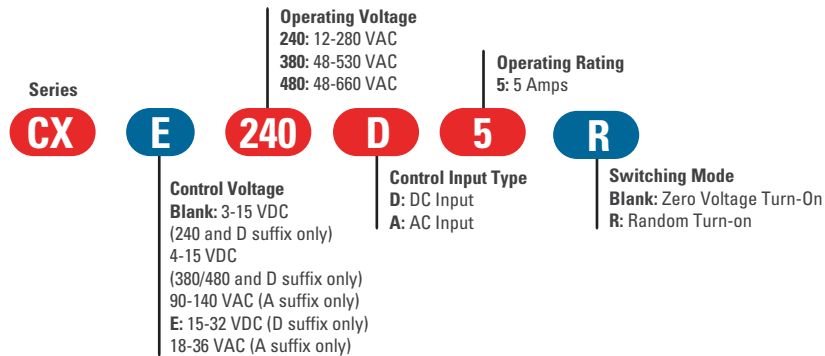 Operating Voltage
240: 12-280 VAC
380: 48-530 VAC
480: 48-660 VAC
Operating Rating
5: 5 Amps
Series
CX E 240 D 5 R
Control Voltage
Blank: 3-15 VDC
(240 and D suffix only)
4-15 VDC
(380/480 and D suffix only)
90-140 VAC (A suffix only)
E: 15-32 VDC (D suffix only)
18-36 VAC (A suffix only)
Control Input Type
D: DC Input
A: AC Input
Switching Mode
Blank: Zero Voltage Turn-On
R: Random Turn-on